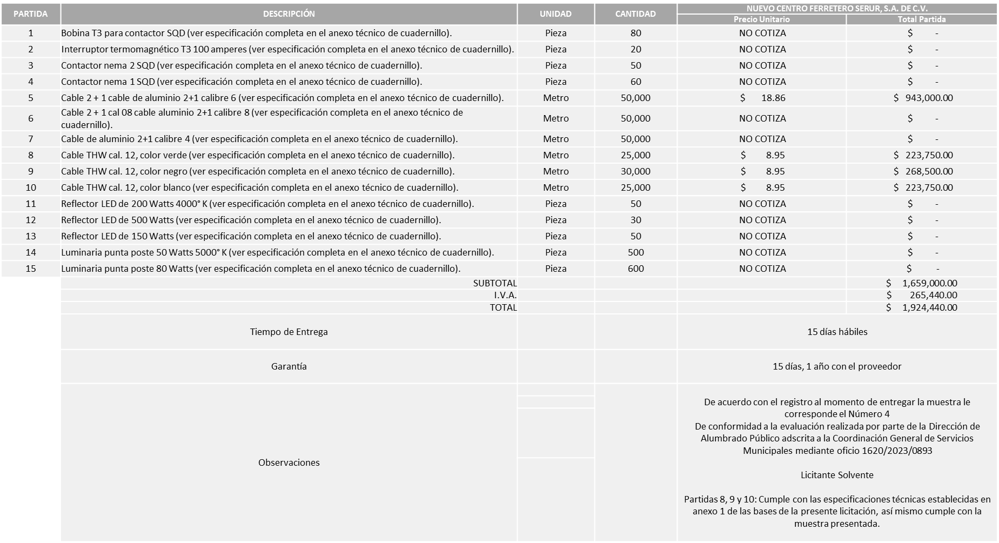 PARTIDA DESCRIPCIÓN UNIDAD CANTIDAD NUEVO CENTRO FERRETERO SERUR, S.A. DE C.V.
Precio Unitario Total Partida
1 Bobina T3 para contactor SQD (ver especificación completa en el anexo técnico de cuadernillo). Pieza 80 NO COTIZA $ -
2 Interruptor termomagnético T3 100 amperes (ver especificación completa en el anexo técnico de cuadernillo). Pieza 20 NO COTIZA $ -
3 Contactor nema 2 SQD (ver especificación completa en el anexo técnico de cuadernillo). Pieza 50 NO COTIZA $ -
4 Contactor nema 1 SQD (ver especificación completa en el anexo técnico de cuadernillo). Pieza 60 NO COTIZA $ -
5 Cable 2 + 1 cable de aluminio 2+1 calibre 6 (ver especificación completa en el anexo técnico de cuadernillo). Metro 50,000 $ 18.86 $ 943,000.00
6 Cable 2 + 1 cal 08 cable aluminio 2+1 calibre 8 (ver especificación completa en el anexo técnico de
cuadernillo). Metro 50,000 NO COTIZA $ -
7 Cable de aluminio 2+1 calibre 4 (ver especificación completa en el anexo técnico de cuadernillo). Metro 50,000 NO COTIZA $ -
8 Cable THW cal. 12, color verde (ver especificación completa en el anexo técnico de cuadernillo). Metro 25,000 $ 8.95 $ 223,750.00
9 Cable THW cal. 12, color negro (ver especificación completa en el anexo técnico de cuadernillo). Metro 30,000 $ 8.95 $ 268,500.00
10 Cable THW cal. 12, color blanco (ver especificación completa en el anexo técnico de cuadernillo). Metro 25,000 $ 8.95 $ 223,750.00
11 Reflector LED de 200 Watts 4000° K (ver especificación completa en el anexo técnico de cuadernillo). Pieza 50 NO COTIZA $ -
12 Reflector LED de 500 Watts (ver especificación completa en el anexo técnico de cuadernillo). Pieza 30 NO COTIZA $ -
13 Reflector LED de 150 Watts (ver especificación completa en el anexo técnico de cuadernillo). Pieza 50 NO COTIZA $ -
14 Luminaria punta poste 50 Watts 5000° K (ver especificación completa en el anexo técnico de cuadernillo). Pieza 500 NO COTIZA $ -
15 Luminaria punta poste 80 Watts (ver especificación completa en el anexo técnico de cuadernillo). Pieza 600 NO COTIZA $ -
SUBTOTAL $ 1,659,000.00
I.V.A. $ 265,440.00
TOTAL $ 1,924,440.00
Tiempo de Entrega 15 días hábiles
Garantía 15 días, 1 año con el proveedor
Observaciones
De acuerdo con el registro al momento de entregar la muestra le
corresponde el Número 4
De conformidad a la evaluación realizada por parte de la Dirección de
Alumbrado Público adscrita a la Coordinación General de Servicios
Municipales mediante oficio 1620/2023/0893
Licitante Solvente
Partidas 8, 9 y 10: Cumple con las especificaciones técnicas establecidas en
anexo 1 de las bases de la presente licitación, así mismo cumple con la
muestra presentada.